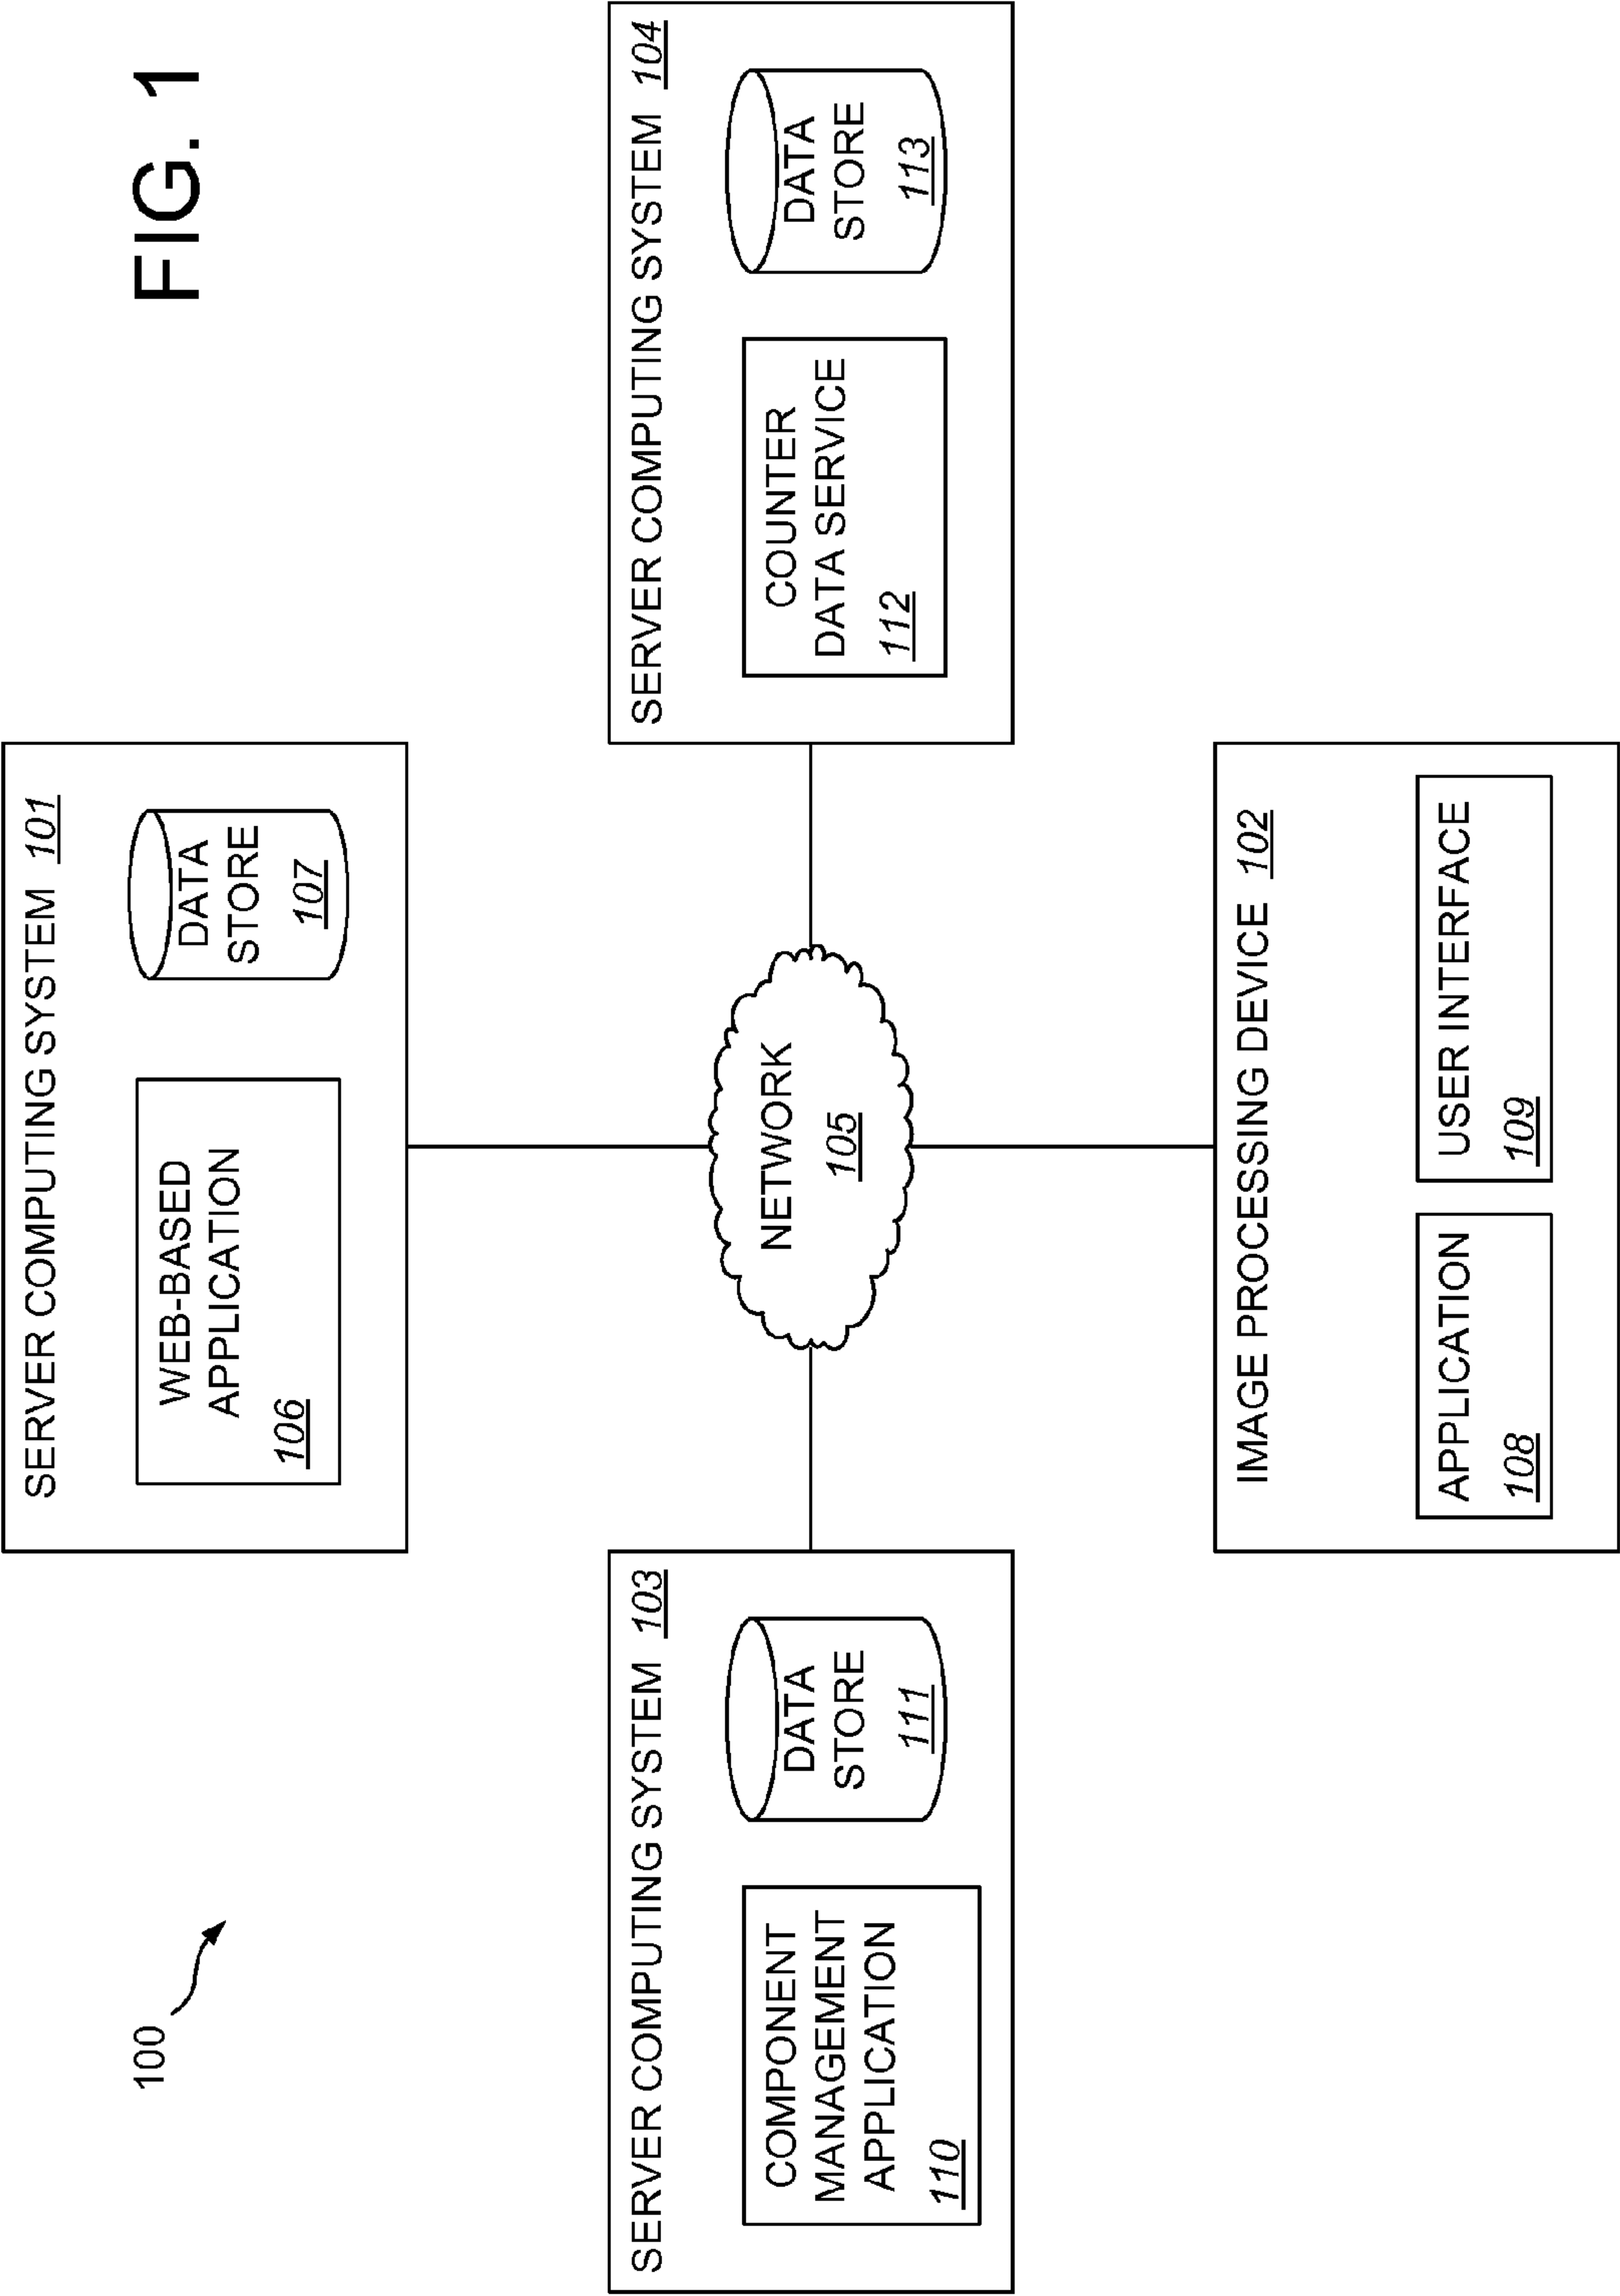 FIG. 1
100
SERVER COMPUTING SYSTEM 101
WEB-BASED
APPLICATION
106
DATA
STORE
107
SERVER COMPUTING SYSTEM 103
COMPONENT
MANAGEMENT
APPLICATION
110
DATA
STORE
111
NETWORK
105
SERVER COMPUTING SYSTEM 104
COUNTER
DATA SERVICE
112
DATA
STORE
113
IMAGE PROCESSING DEVICE 102
APPLICATION
108
USER INTERFACE
109